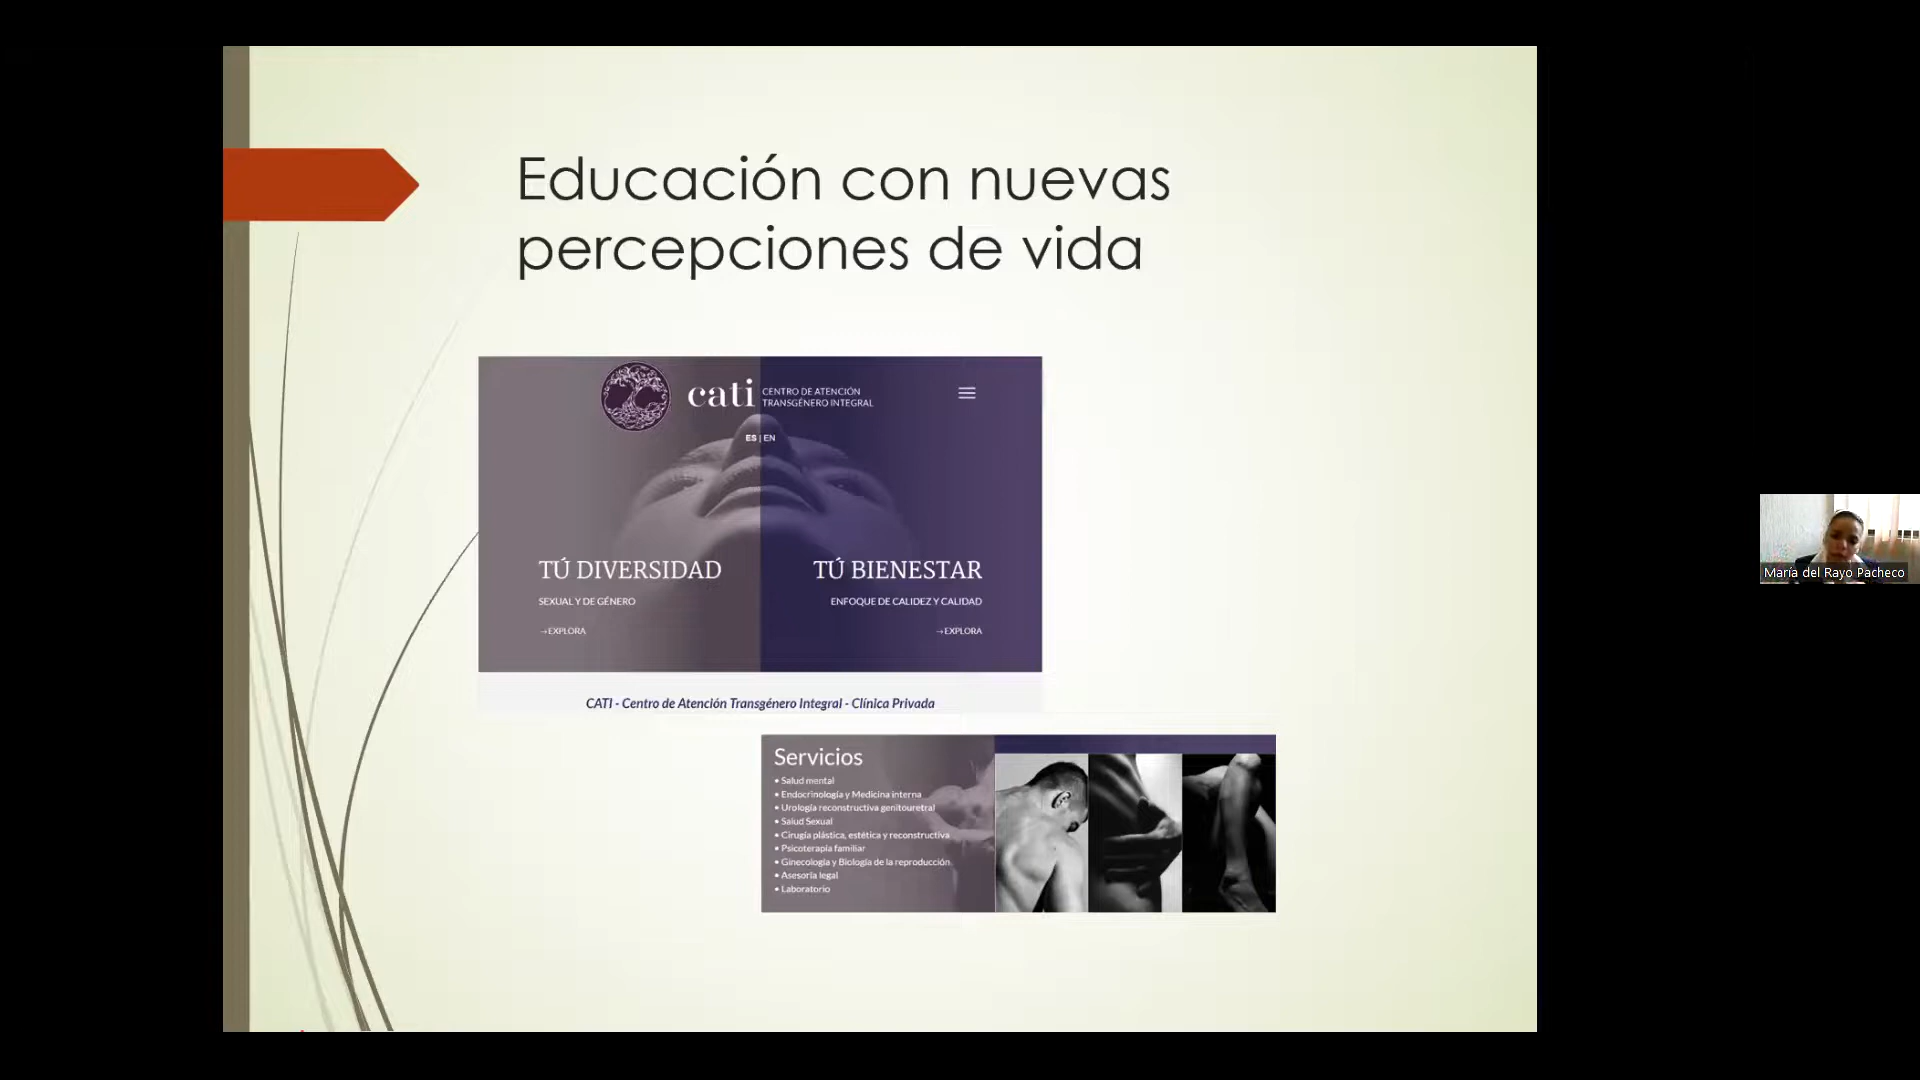 Educación con nuevas
percepciones de vida
cati CENTRO DE ATENCIÓN
TRANSGÉNERO INTEGRAL
ES | EN
TÚ DIVERSIDAD
SEXUAL Y DE GÉNERO
→EXPLORA
TÚ BIENESTAR
ENFOQUE DE CALIDEZ Y CALIDAD
→EXPLORA
CATI - Centro de Atención Transgénero Integral - Clínica Privada
Servicios
• Salud mental
• Endocrinología y Medicina interna
• Urología reconstructiva genitouretral
• Salud Sexual
• Cirugía plástica, estética y reconstructiva
• Psicoterapia familiar
• Ginecología y Biología de la reproducción
• Asesoría legal
• Laboratorio
María del Rayo Pacheco